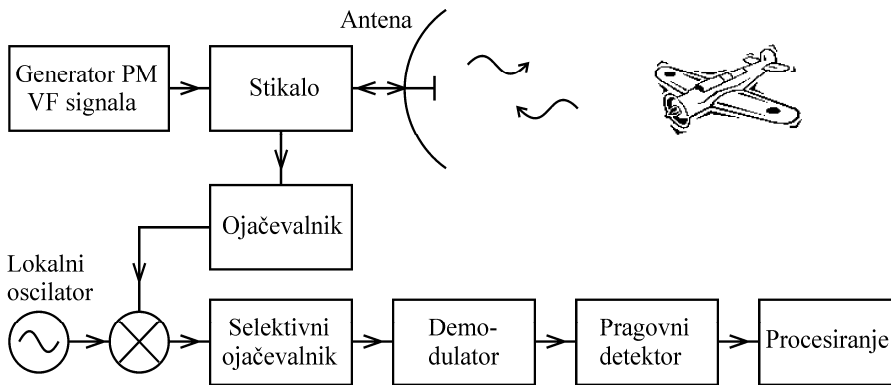 Antena
Generator PM
VF signala
Stikalo
Ojačevalnik
Lokalni
oscilator
Selektivni
ojačevalnik
Demo-
dulator
Pragovni
detektor
Procesiranje